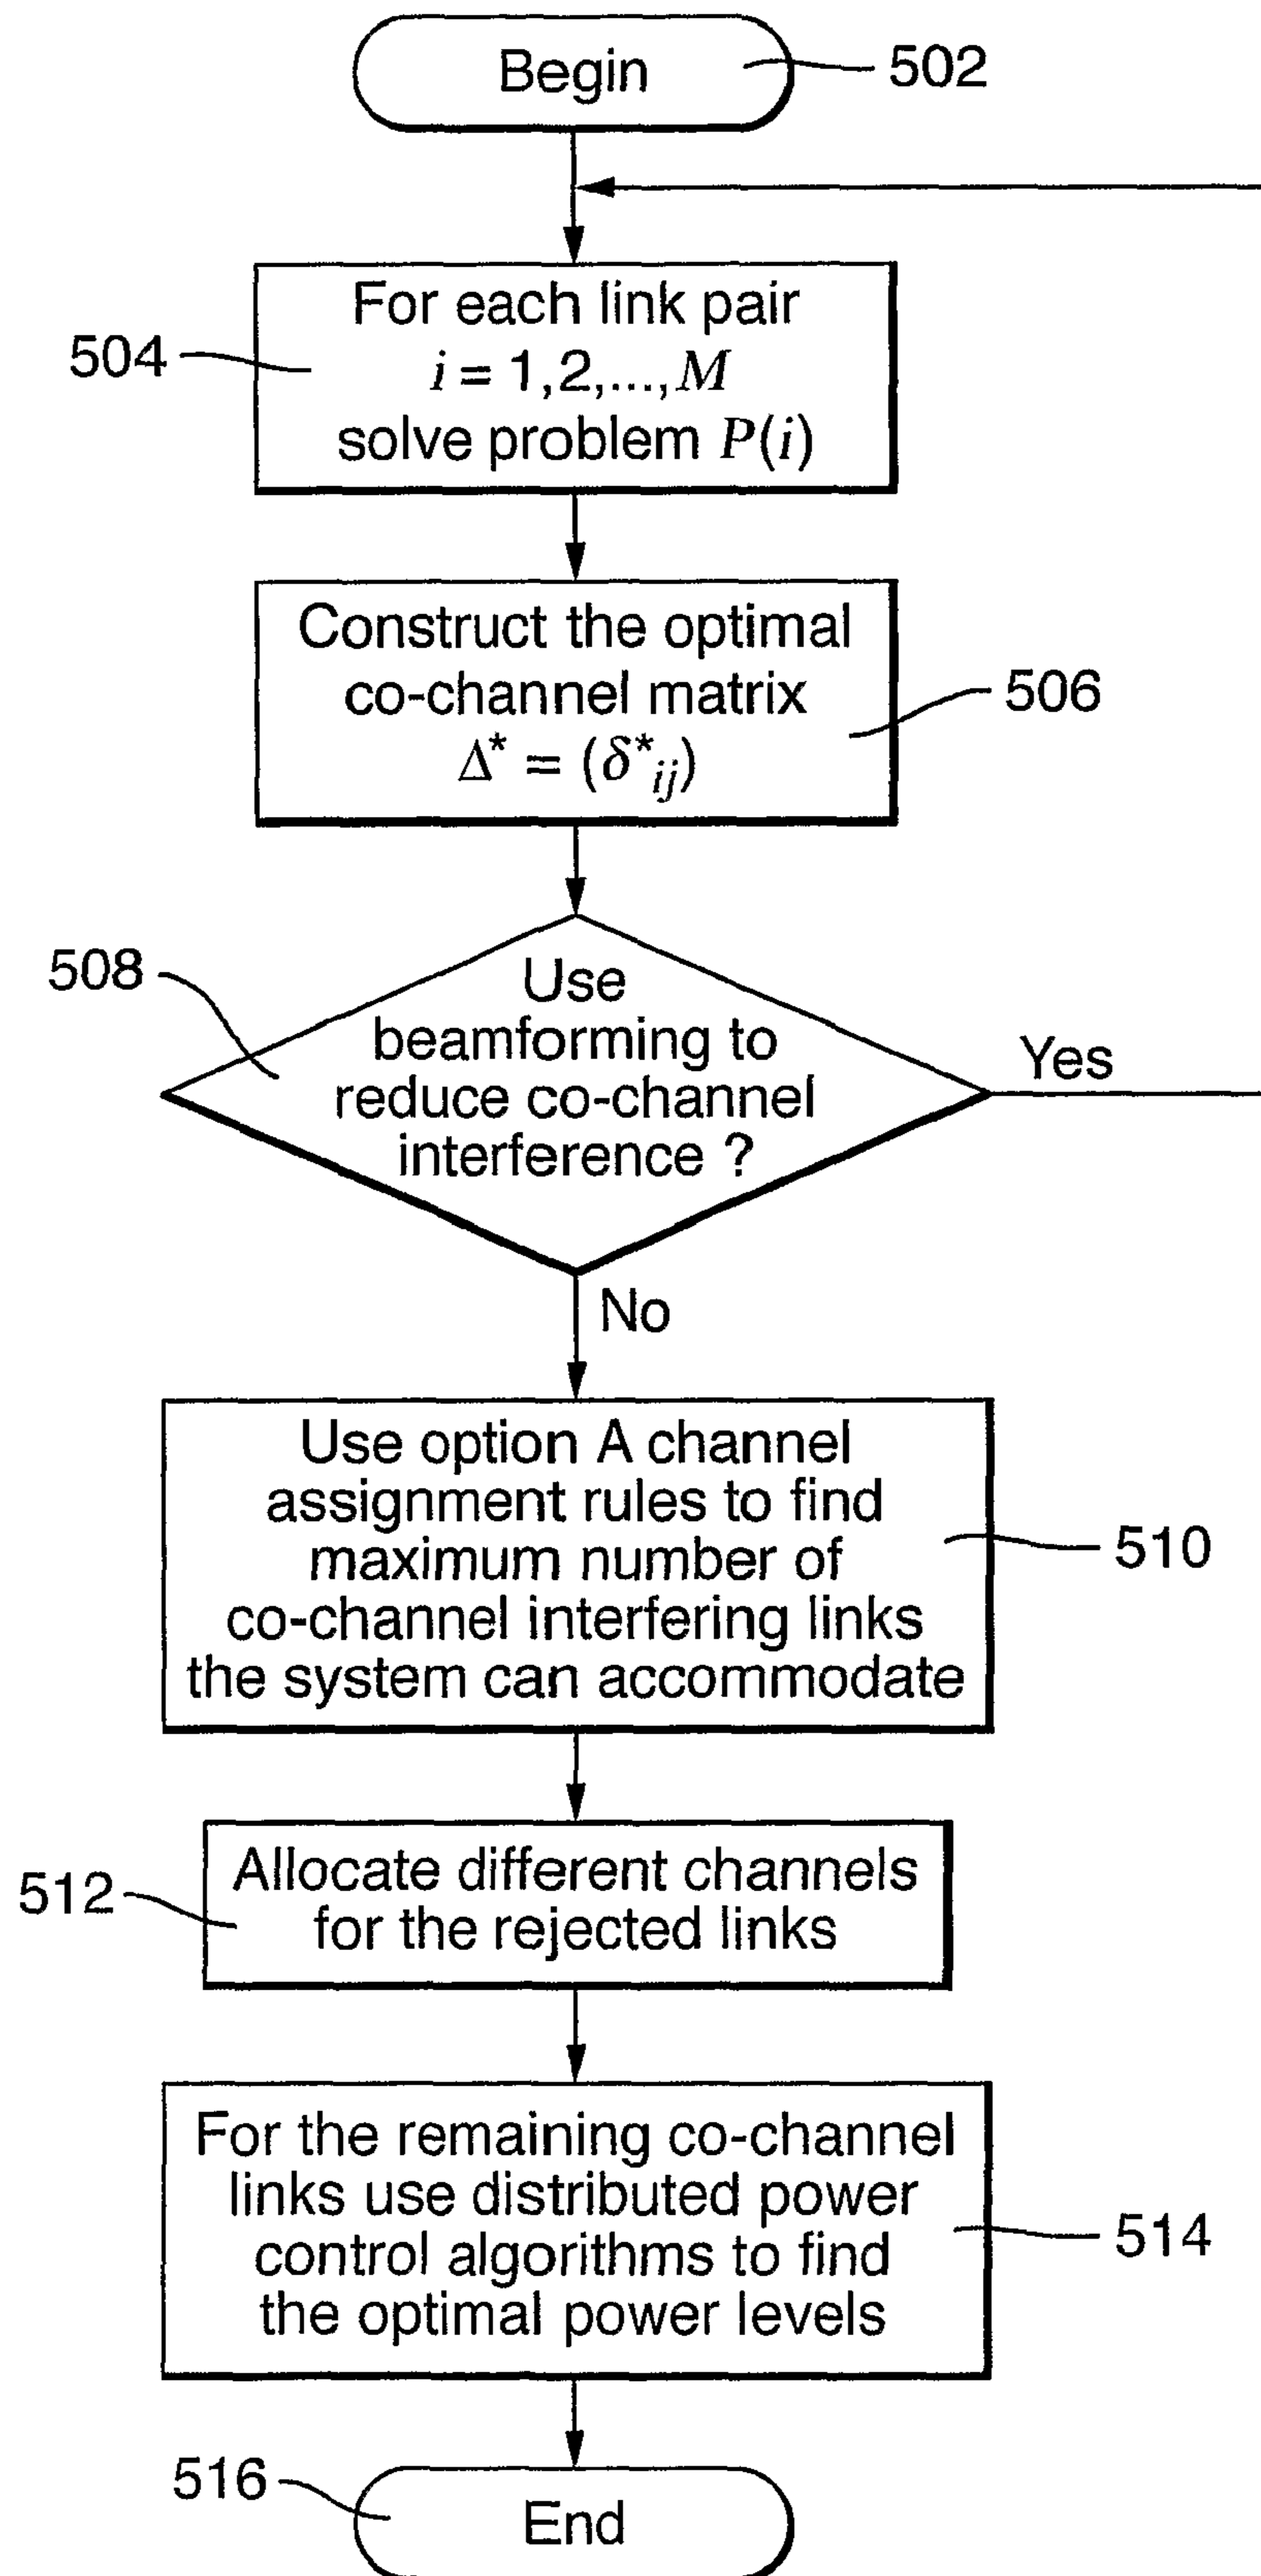 Begin
502
For each link pair
504
i = 1,2,...,M
solve problem P(i)
Construct the optimal
co-channel matrix
506
Δ* = (δ*ij)
508
Use
beamforming to
reduce co-channel
interference ?
Yes
No
Use option A channel
assignment rules to find
maximum number of
510
co-channel interfering links
the system can accommodate
Allocate different channels
512
for the rejected links
For the remaining co-channel
links use distributed power
514
control algorithms to find
the optimal power levels
516
End